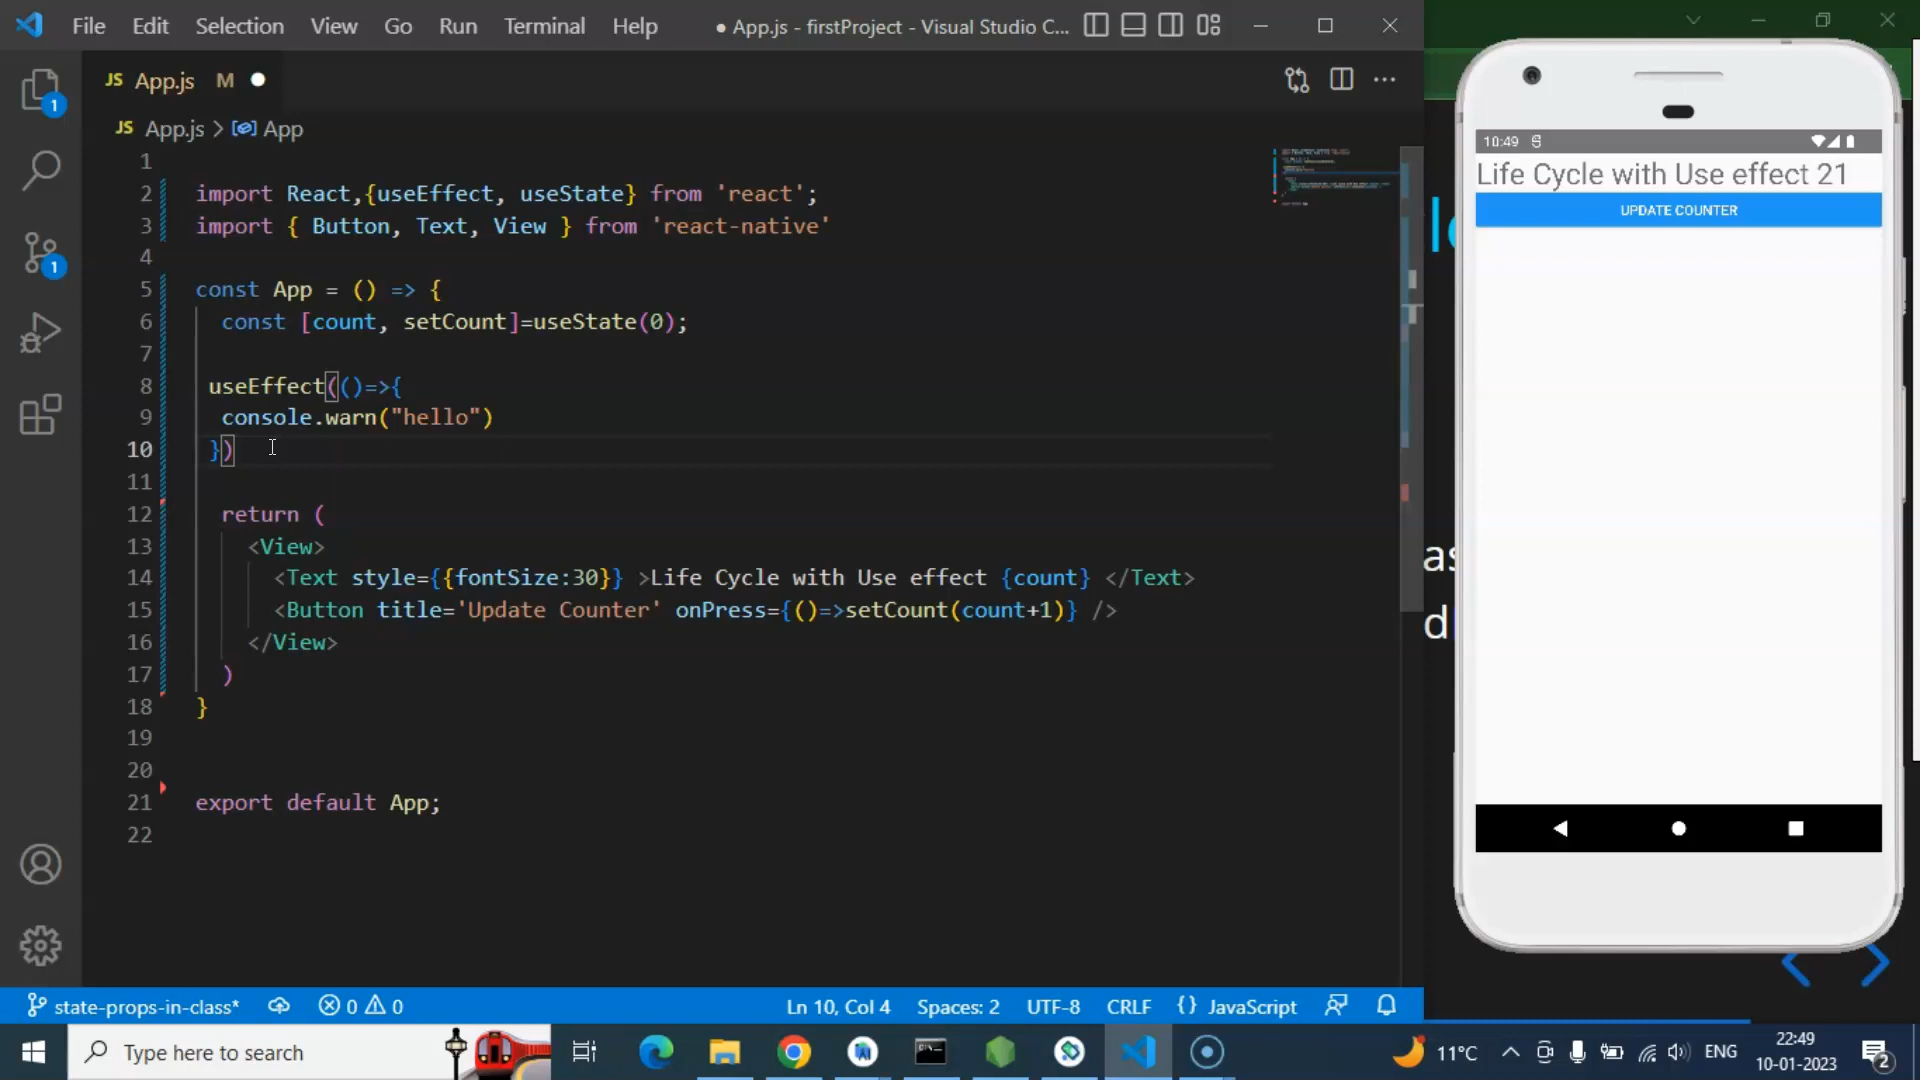 File Edit Selection View Go Run Terminal Help
● App.js - firstProject - Visual Studio C...
JS App.js M
JS App.js > App
1
2 import React,{useEffect, useState} from 'react';
3 import { Button, Text, View } from 'react-native'
4
5 const App = () => {
6 const [count, setCount]=useState(0);
7
8 useEffect(()=>{
9 console.warn("hello")
10 })
11
12 return (
13 <View>
14 <Text style={{fontSize:30}} >Life Cycle with Use effect {count} </Text>
15 <Button title='Update Counter' onPress={()=>setCount(count+1)} />
16 </View>
17 )
18 }
19
20
21 export default App;
22
1
1
10:49
Life Cycle with Use effect 21
UPDATE COUNTER
state-props-in-class* 0 0 Ln 10, Col 4 Spaces: 2 UTF-8 CRLF {} JavaScript
Type here to search
11°C ENG 22:49
10-01-2023
2